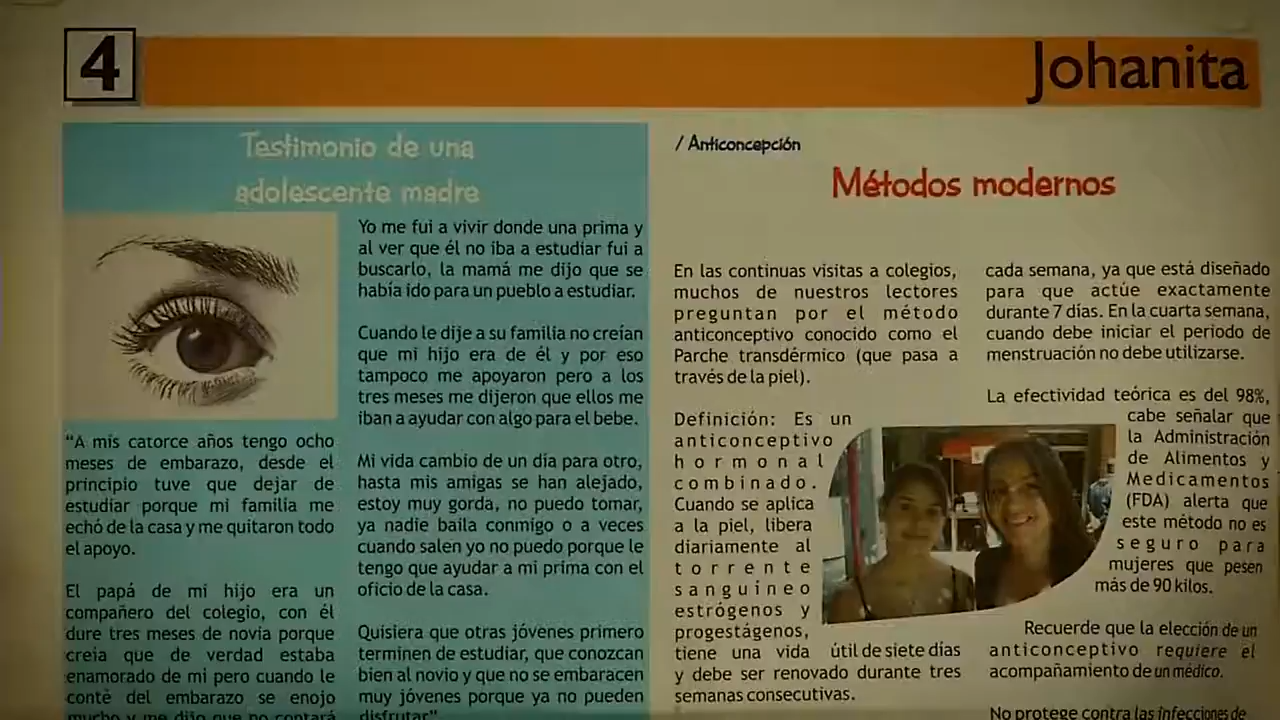 4
Johanita
Testimonio de una
adolescente madre
"A mis catorce años tengo ocho
meses de embarazo, desde el
principio tuve que dejar de
estudiar porque mi familia me
echó de la casa y me quitaron todo
el apoyo.
El papá de mi hijo era un
compañero del colegio, con él
dure tres meses de novia porque
creia que de verdad estaba
enamorado de mi pero cuando le
conté del embarazo se enojo
mucho y me dijo que no contará
Yo me fui a vivir donde una prima y
al ver que él no iba a estudiar fui a
buscarlo, la mamá me dijo que se
había ido para un pueblo a estudiar.
Cuando le dije a su familia no creían
que mi hijo era de él y por eso
tampoco me apoyaron pero a los
tres meses me dijeron que ellos me
iban a ayudar con algo para el bebe.
Mi vida cambio de un día para otro,
hasta mis amigas se han alejado,
estoy muy gorda, no puedo tomar,
ya nadie baila conmigo o a veces
cuando salen yo no puedo porque le
tengo que ayudar a mi prima con el
oficio de la casa.
Quisiera que otras jóvenes primero
terminen de estudiar, que conozcan
bien al novio y que no se embaracen
muy jóvenes porque ya no pueden
disfrutar"
/ Anticoncepción
Métodos modernos
En las continuas visitas a colegios,
muchos de nuestros lectores
preguntan por el método
anticonceptivo conocido como el
Parche transdérmico (que pasa a
través de la piel).
Definición: Es un
anticonceptivo
hormonal
combinado.
Cuando se aplica
a la piel, libera
diariamente al
torrente
sanguíneo
estrógenos y
progestágenos,
tiene una vida útil de siete días
y debe ser renovado durante tres
semanas consecutivas.
cada semana, ya que está diseñado
para que actúe exactamente
durante 7 días. En la cuarta semana,
cuando debe iniciar el periodo de
menstruación no debe utilizarse.
La efectividad teórica es del 98%,
cabe señalar que
la Administración
de Alimentos y
Medicamentos
(FDA) alerta que
este método no es
seguro para
mujeres que pesen
más de 90 kilos.
Recuerde que la elección de un
anticonceptivo requiere el
acompañamiento de un médico.
No protege contra las infecciones de